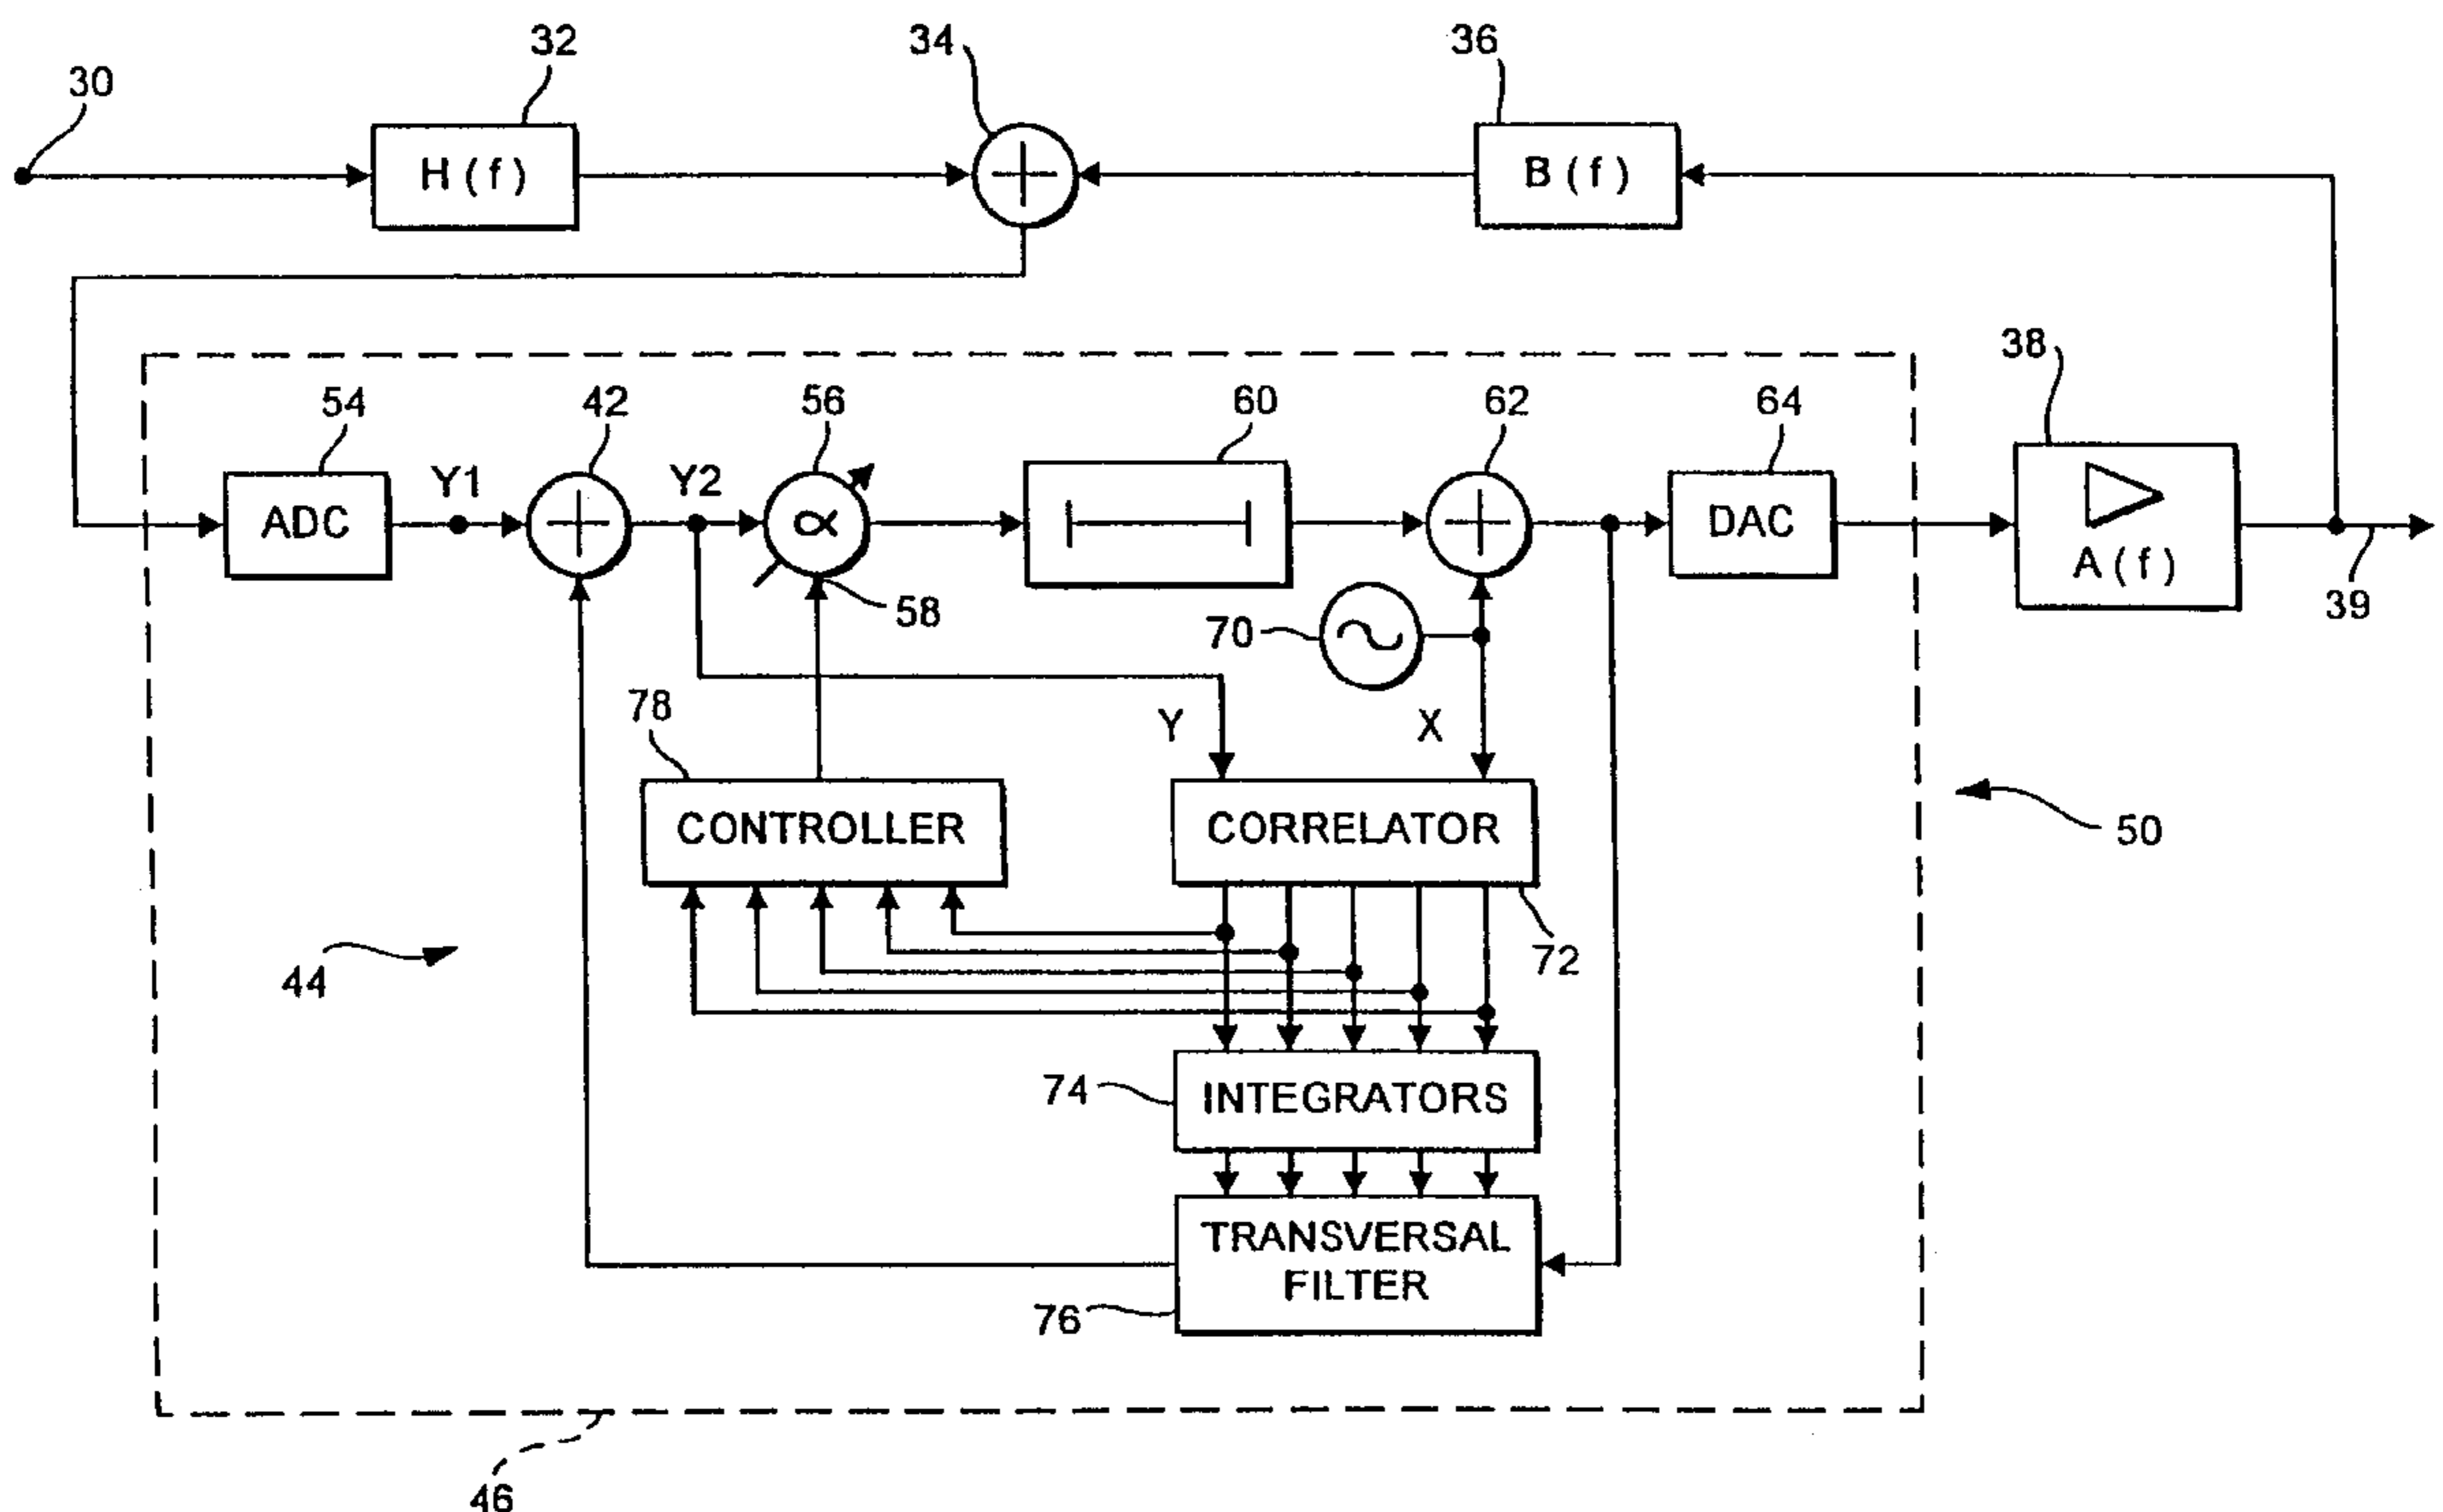 30
32
34
36
H(f)
B(f)
38
54
42
56
60
62
64
Y1
Y2
ADC
α
DAC
A(f)
58
70
39
78
Y
X
CONTROLLER
CORRELATOR
50
44
72
74
INTEGRATORS
TRANSVERSAL
FILTER
76
46